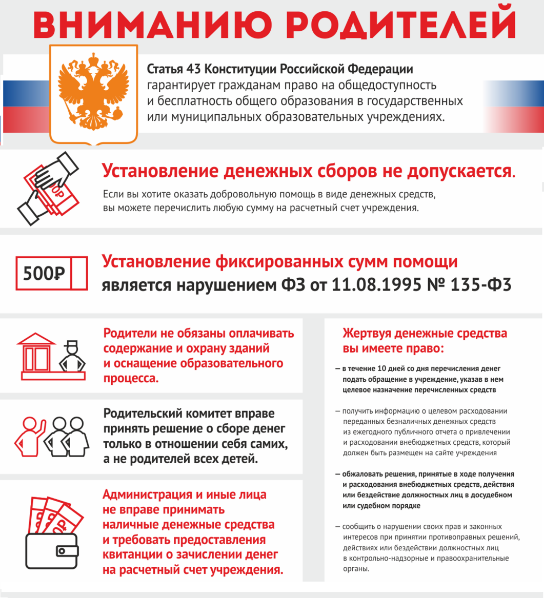 ВНИМАНИЮ РОДИТЕЛЕЙ
Статья 43 Конституции Российской Федерации
гарантирует гражданам право на общедоступность
и бесплатность общего образования в государственных
или муниципальных образовательных учреждениях.
Установление денежных сборов не допускается.
Если вы хотите оказать добровольную помощь в виде денежных средств,
вы можете перечислить любую сумму на расчетный счет учреждения.
500₽
Установление фиксированных сумм помощи
является нарушением ФЗ от 11.08.1995 № 135-ФЗ
Родители не обязаны оплачивать
содержание и охрану зданий
и оснащение образовательного
процесса.
Родительский комитет вправе
принять решение о сборе денег
только в отношении себя самих,
а не родителей всех детей.
Администрация и иные лица
не вправе принимать
наличные денежные средства
и требовать предоставления
квитанции о зачислении денег
на расчетный счет учреждения.
Жертвуя денежные средства
вы имеете право:
— в течение 10 дней со дня перечисления денег
подать обращение в учреждение, указав в нем
целевое назначение перечисленных средств
— получить информацию о целевом расходовании
переданных безналичных денежных средств
из ежегодного публичного отчета о привлечении
и расходовании внебюджетных средств, который
должен быть размещен на сайте учреждения
— обжаловать решения, принятые в ходе получения
и расходования внебюджетных средств, действия
или бездействие должностных лиц в досудебном
или судебном порядке
— сообщить о нарушении своих прав и законных
интересов при принятии противоправных решений,
действиях или бездействии должностных лиц
в контрольно-надзорные и правоохранительные
органы.